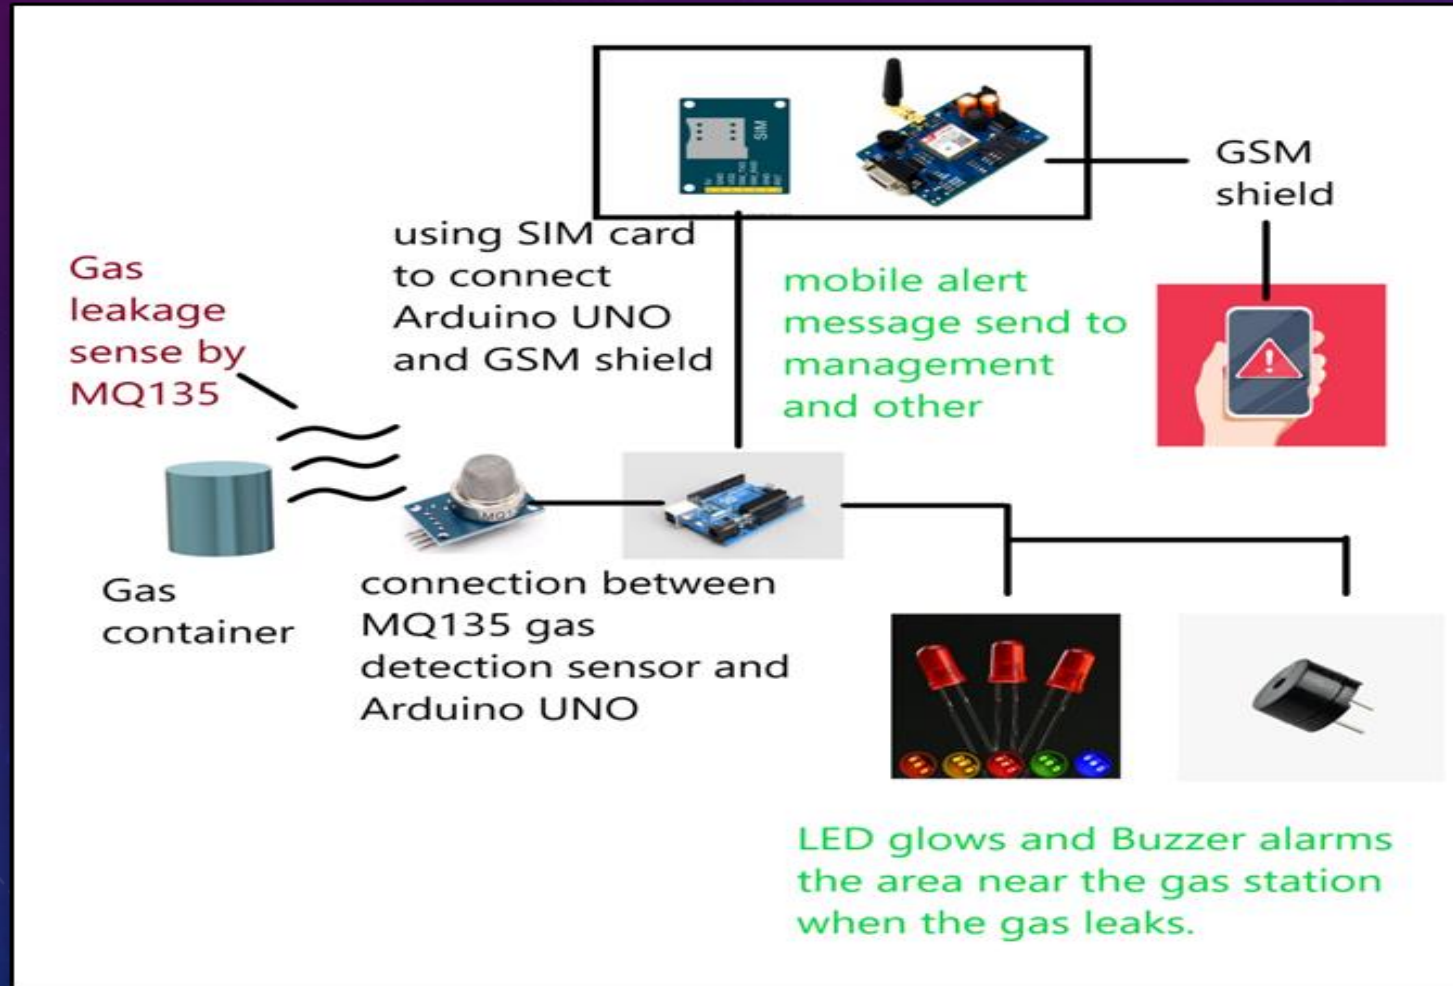 SIM
GSM
shield
using SIM card
to connect
Arduino UNO
and GSM shield
Gas
leakage
sense by
MQ135
mobile alert
message send to
management
and other
Gas
container
connection between
MQ135 gas
detection sensor and
Arduino UNO
LED glows and Buzzer alarms
the area near the gas station
when the gas leaks.